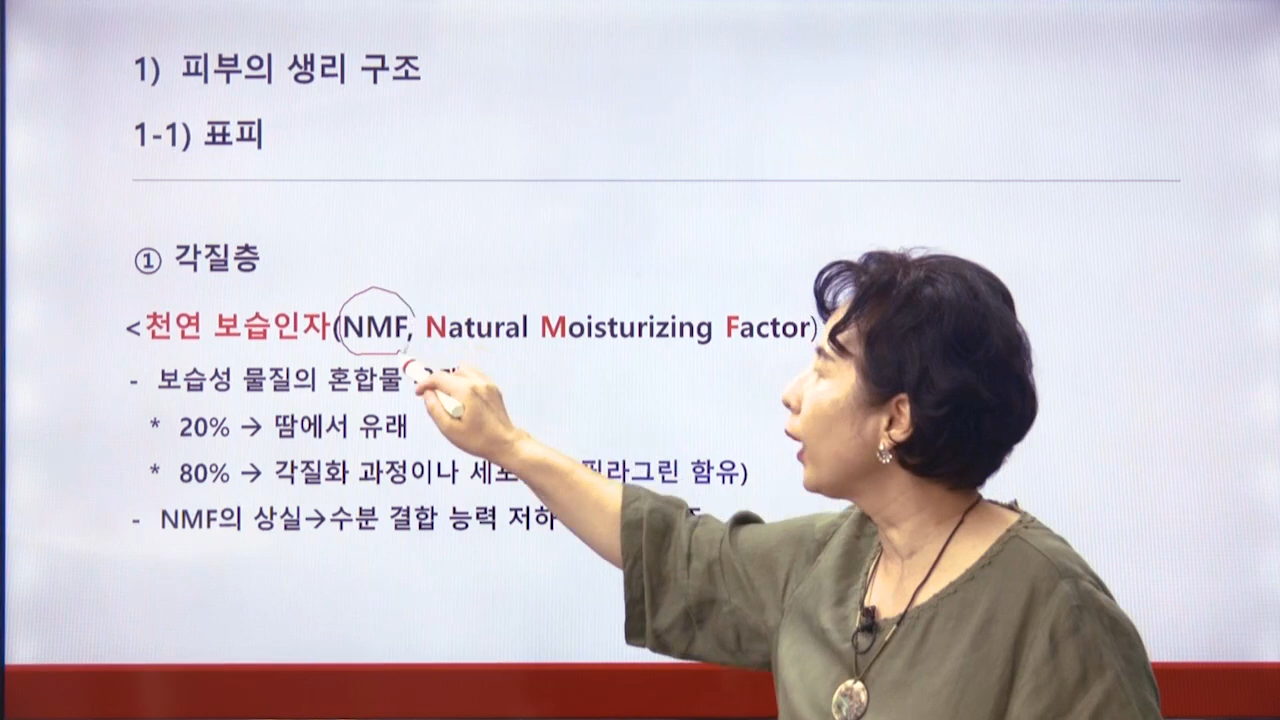 1) 피부의 생리 구조
1-1) 표피
① 각질층
<천연 보습인자(NMF, Natural Moisturizing Factor)
- 보습성 물질의 혼합물
* 20% → 땀에서 유래
* 80% → 각질화 과정이나 필라그린 함유)
- NMF의 상실→수분 결합 능력 저하